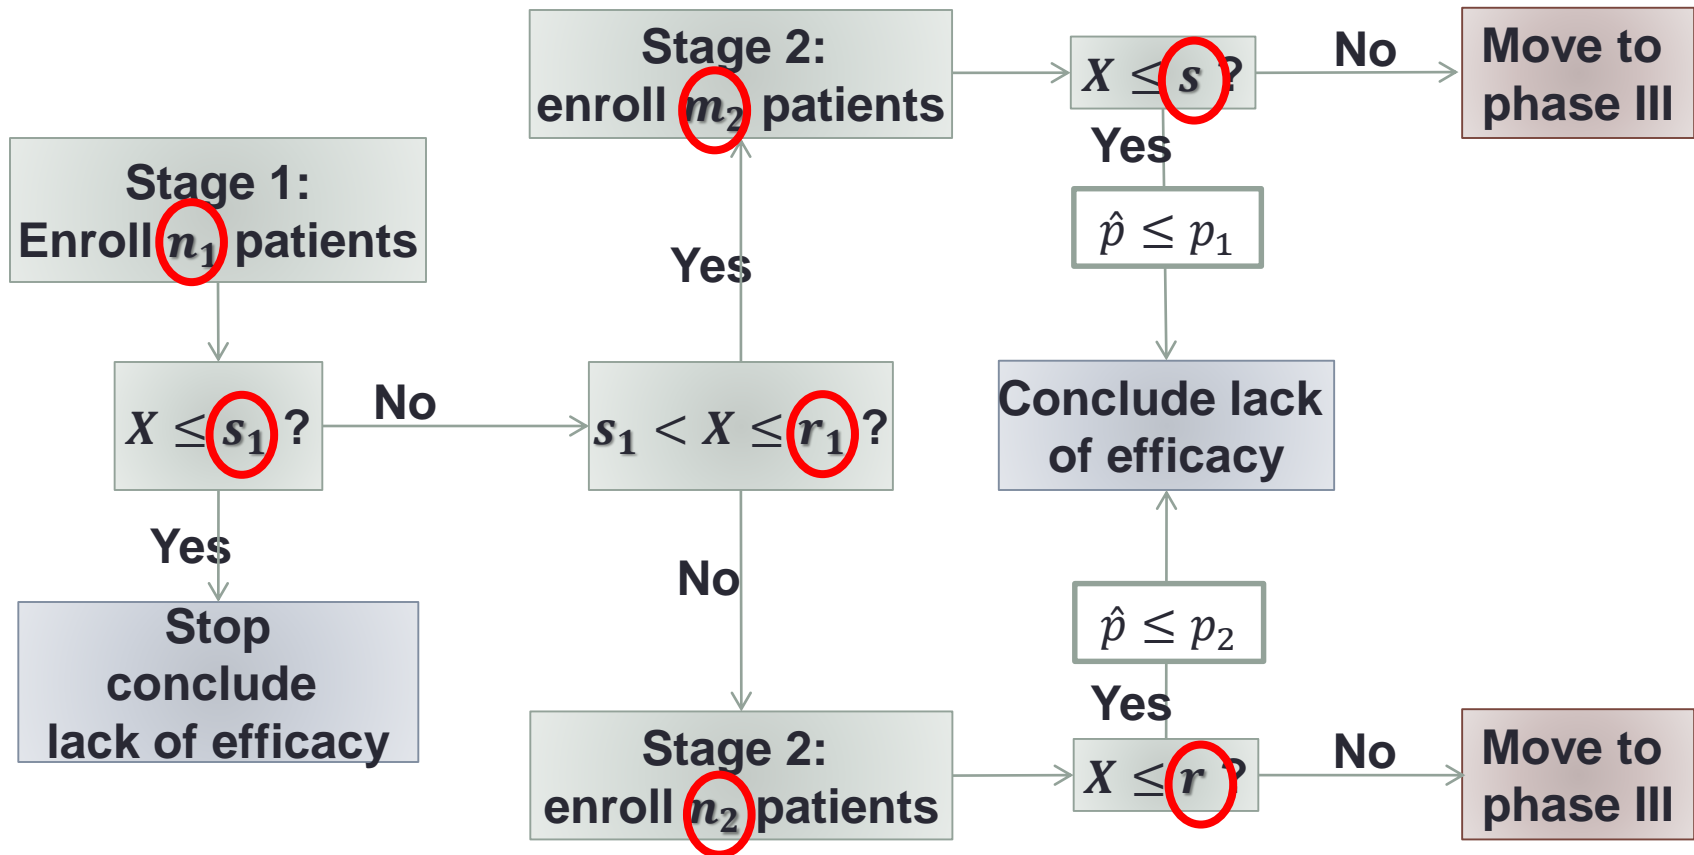 Stage 1:
Enroll n₁ patients
X ≤ s₁ ?
Yes
Stop
conclude
lack of efficacy
No
s₁ < X ≤ r₁ ?
Yes
Stage 2:
enroll m₂ patients
X ≤ s ?
No
Move to
phase III
Yes
p̂ ≤ p₁
Conclude lack
of efficacy
No
Stage 2:
enroll n₂ patients
X ≤ r ?
Yes
p̂ ≤ p₂
No
Move to
phase III